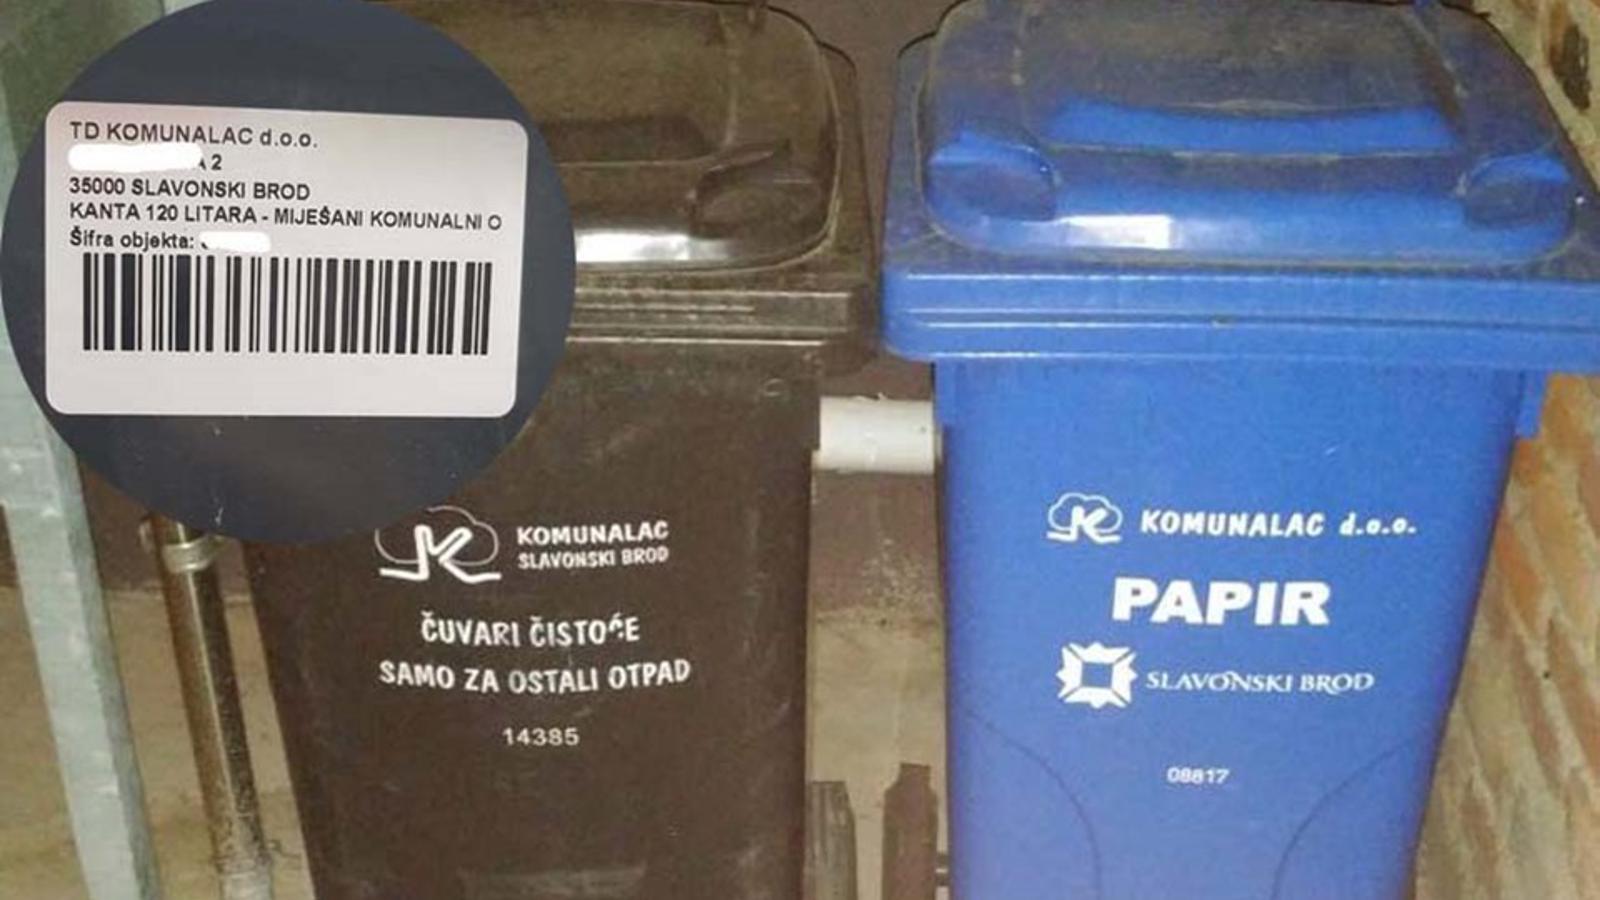 TD KOMUNALAC d.o.o.
A 2
35000 SLAVONSKI BROD
KANTA 120 LITARA - MIJEŠANI KOMUNALNI O
Šifra objekta:
KOMUNALAC
SLAVONSKI BROD
ČUVARI ČISTOĆE
SAMO ZA OSTALI OTPAD
14385
KOMUNALAC d.o.o.
PAPIR
SLAVONSKI BROD
08817